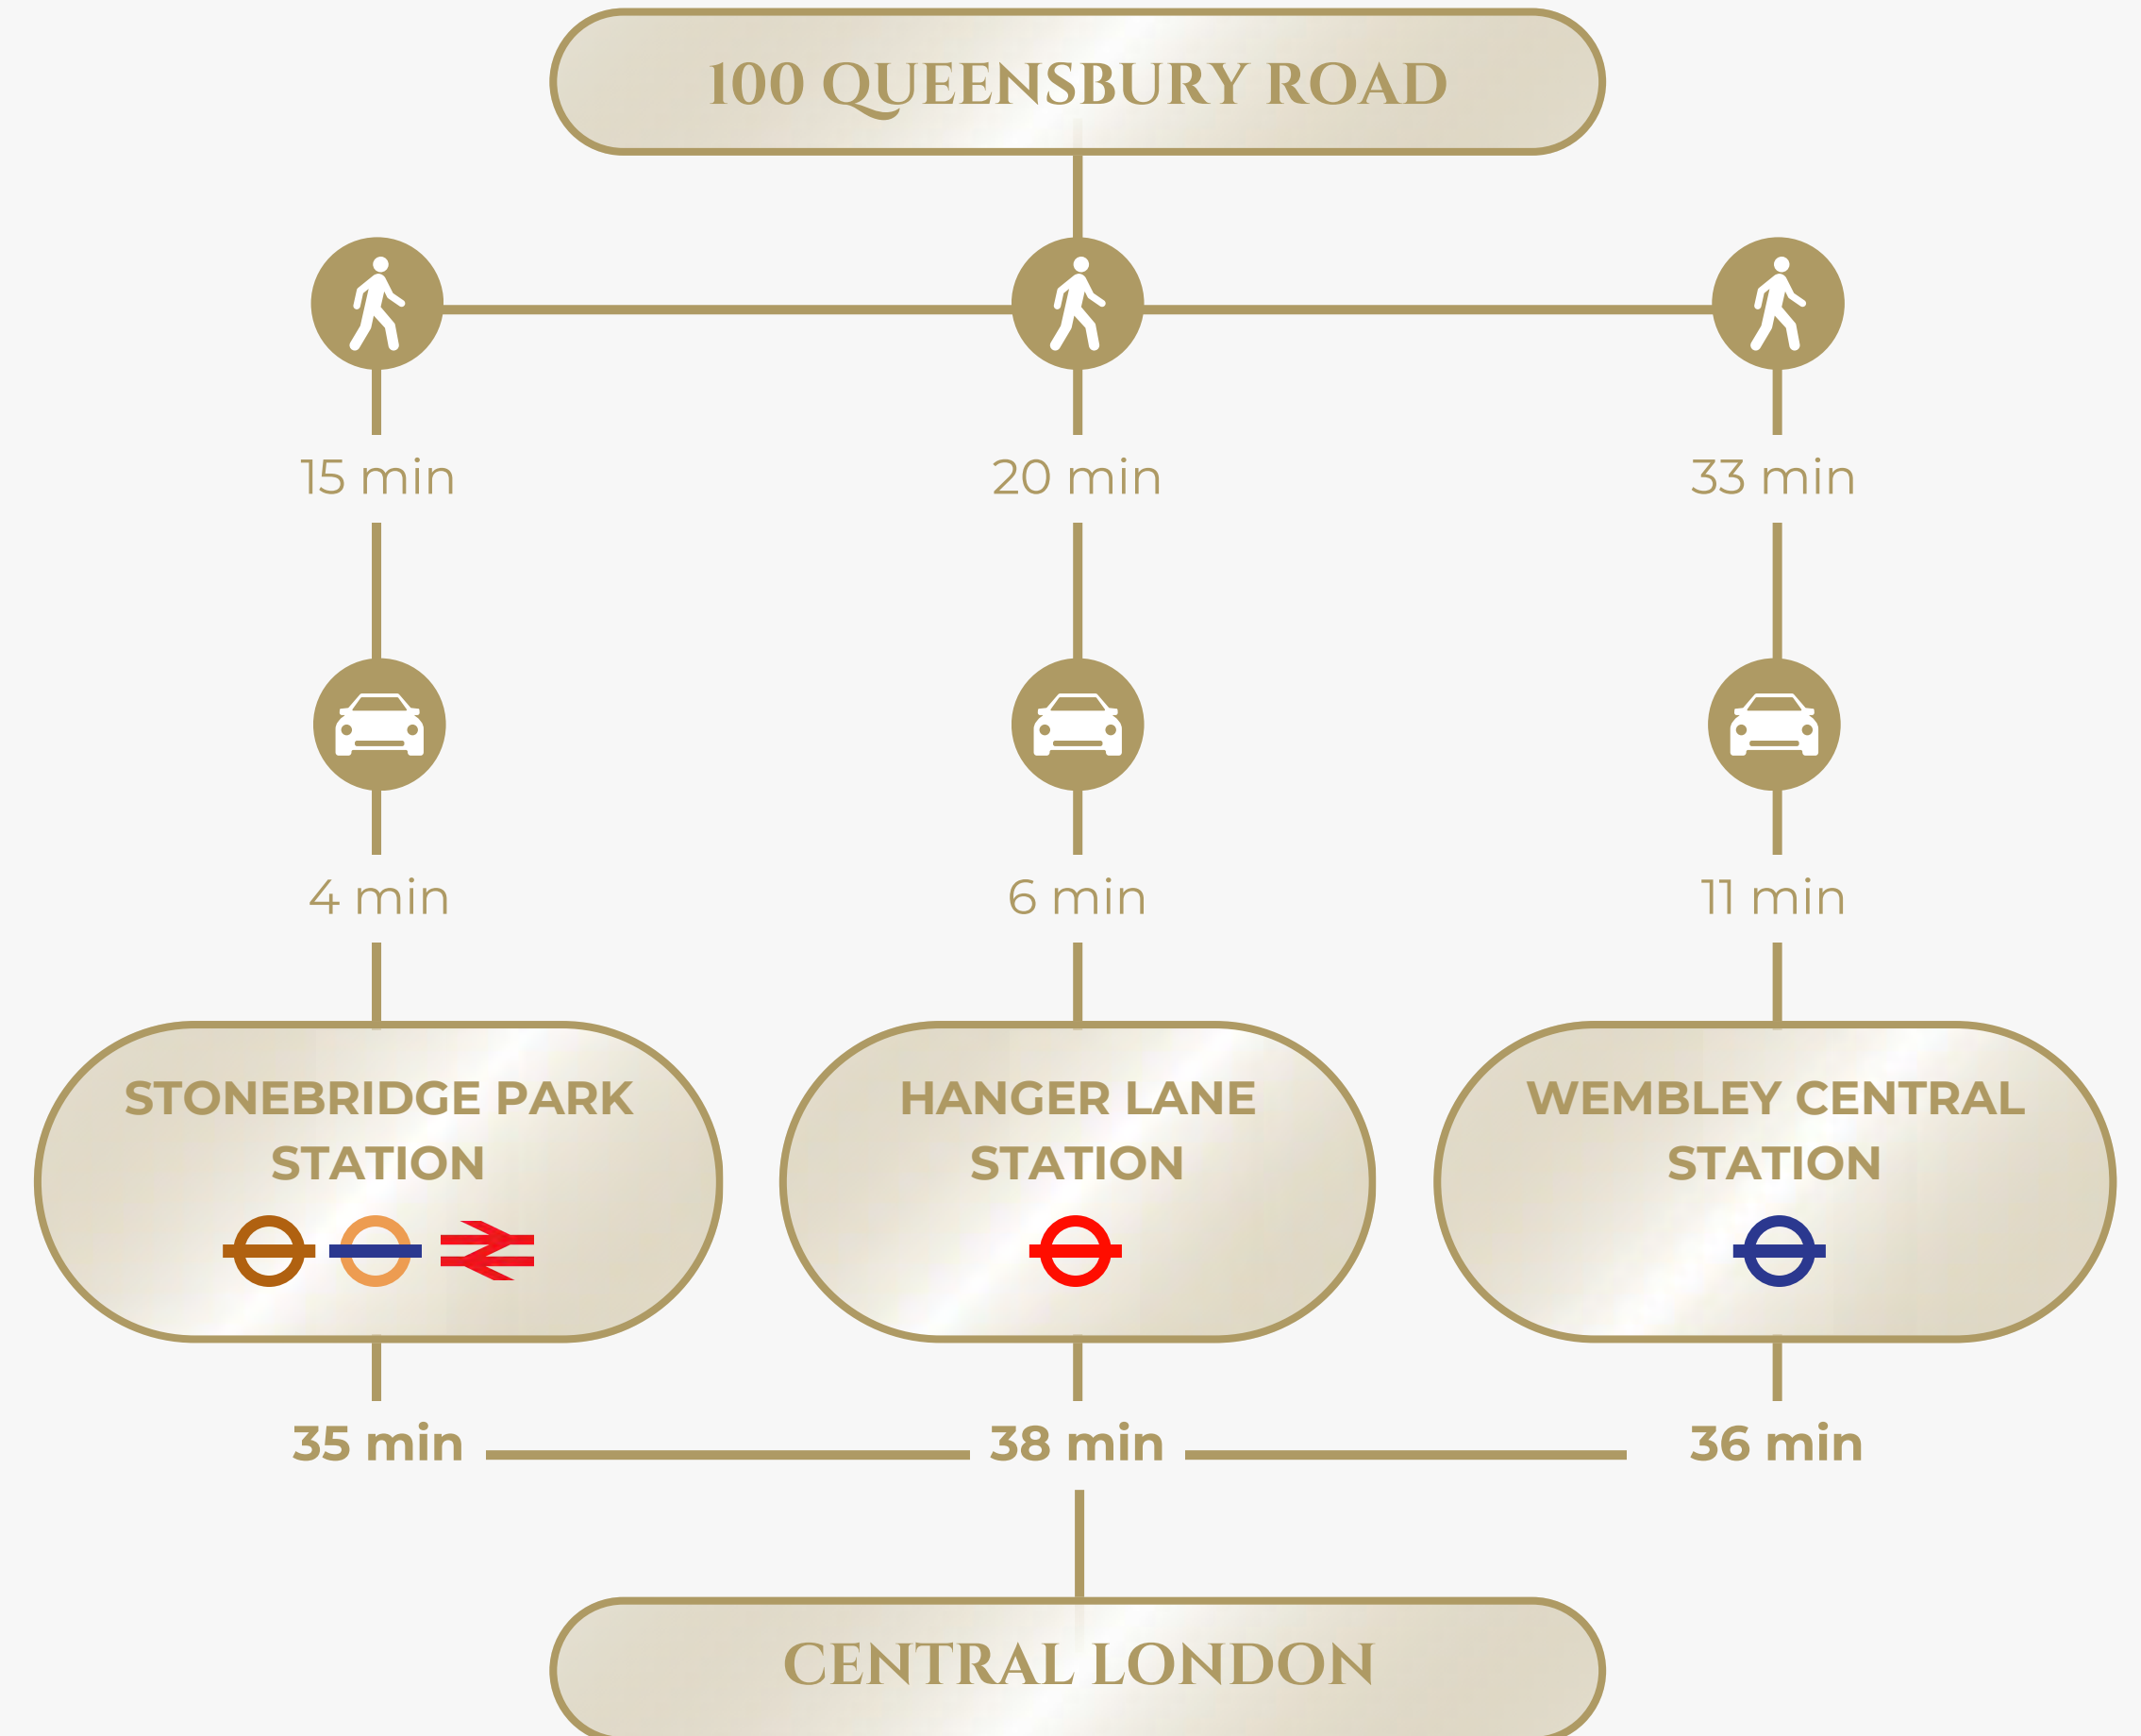 100 QUEENSBURY ROAD
15 min
20 min
33 min
4 min
6 min
11 min
STONEBRIDGE PARK
STATION
HANGER LANE
STATION
WEMBLEY CENTRAL
STATION
35 min
38 min
36 min
CENTRAL LONDON